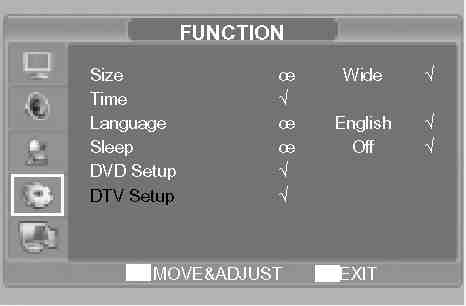 FUNCTION
Size œ Wide √
Time √
Language œ English √
Sleep œ Off √
DVD Setup √
DTV Setup √
MOVE&ADJUST EXIT